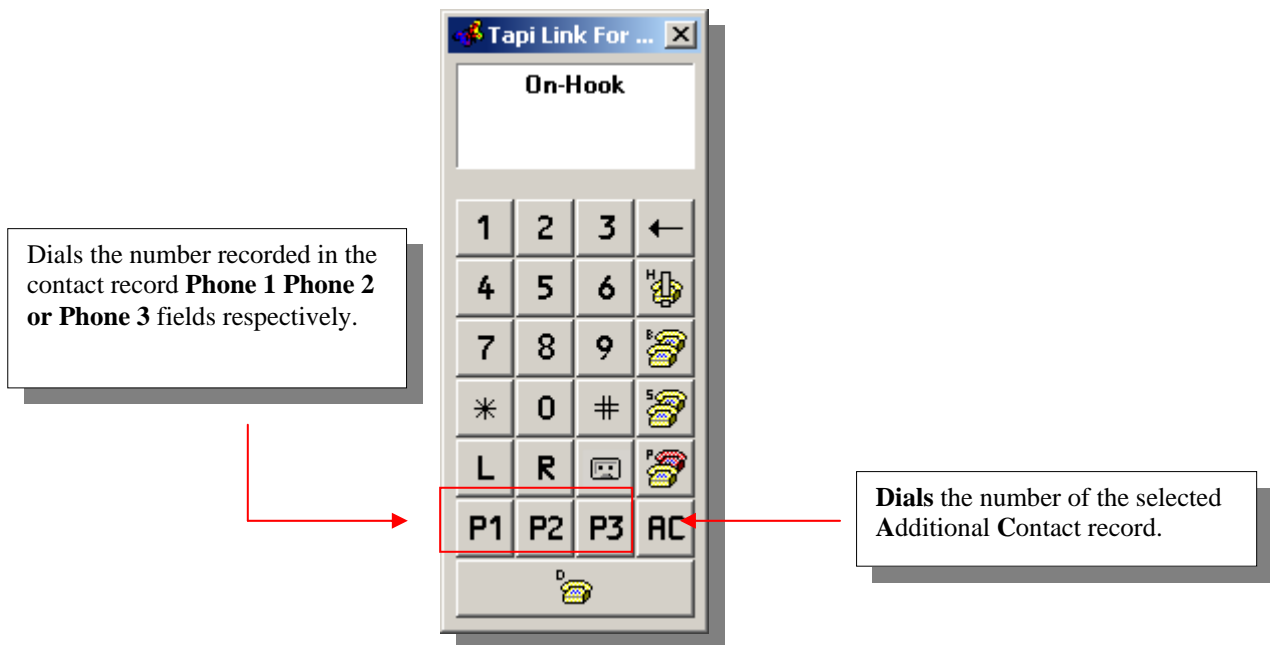 Tapi Link For ...
On-Hook
1 2 3
4 5 6 H
7 8 9 B
* 0 # S
L R P
P1 P2 P3 AC
D
Dials the number recorded in the
contact record Phone 1 Phone 2
or Phone 3 fields respectively.
Dials the number of the selected
Additional Contact record.